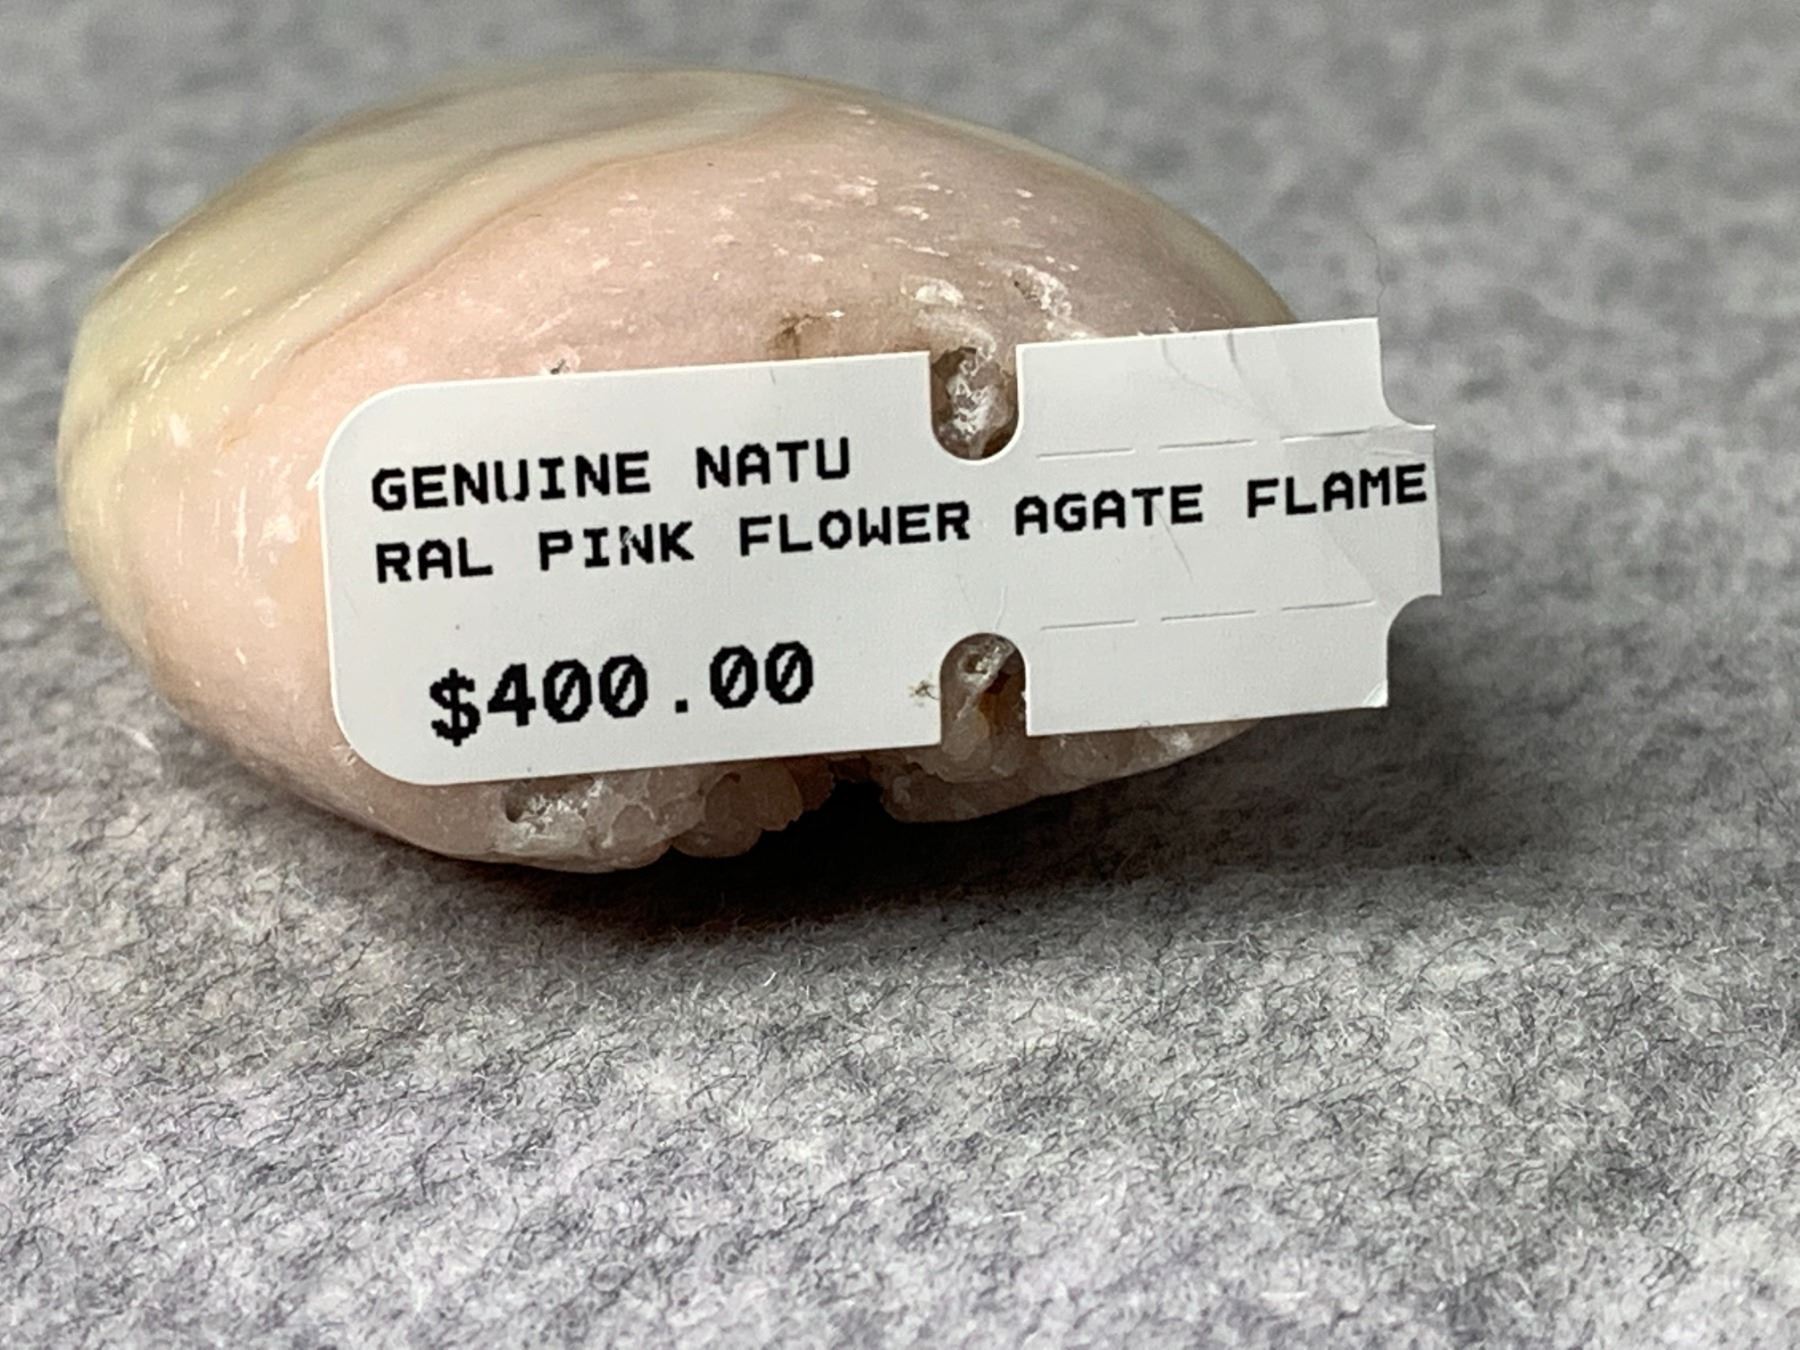 GENUINE NATU
RAL PINK FLOWER AGATE FLAME
$400.00